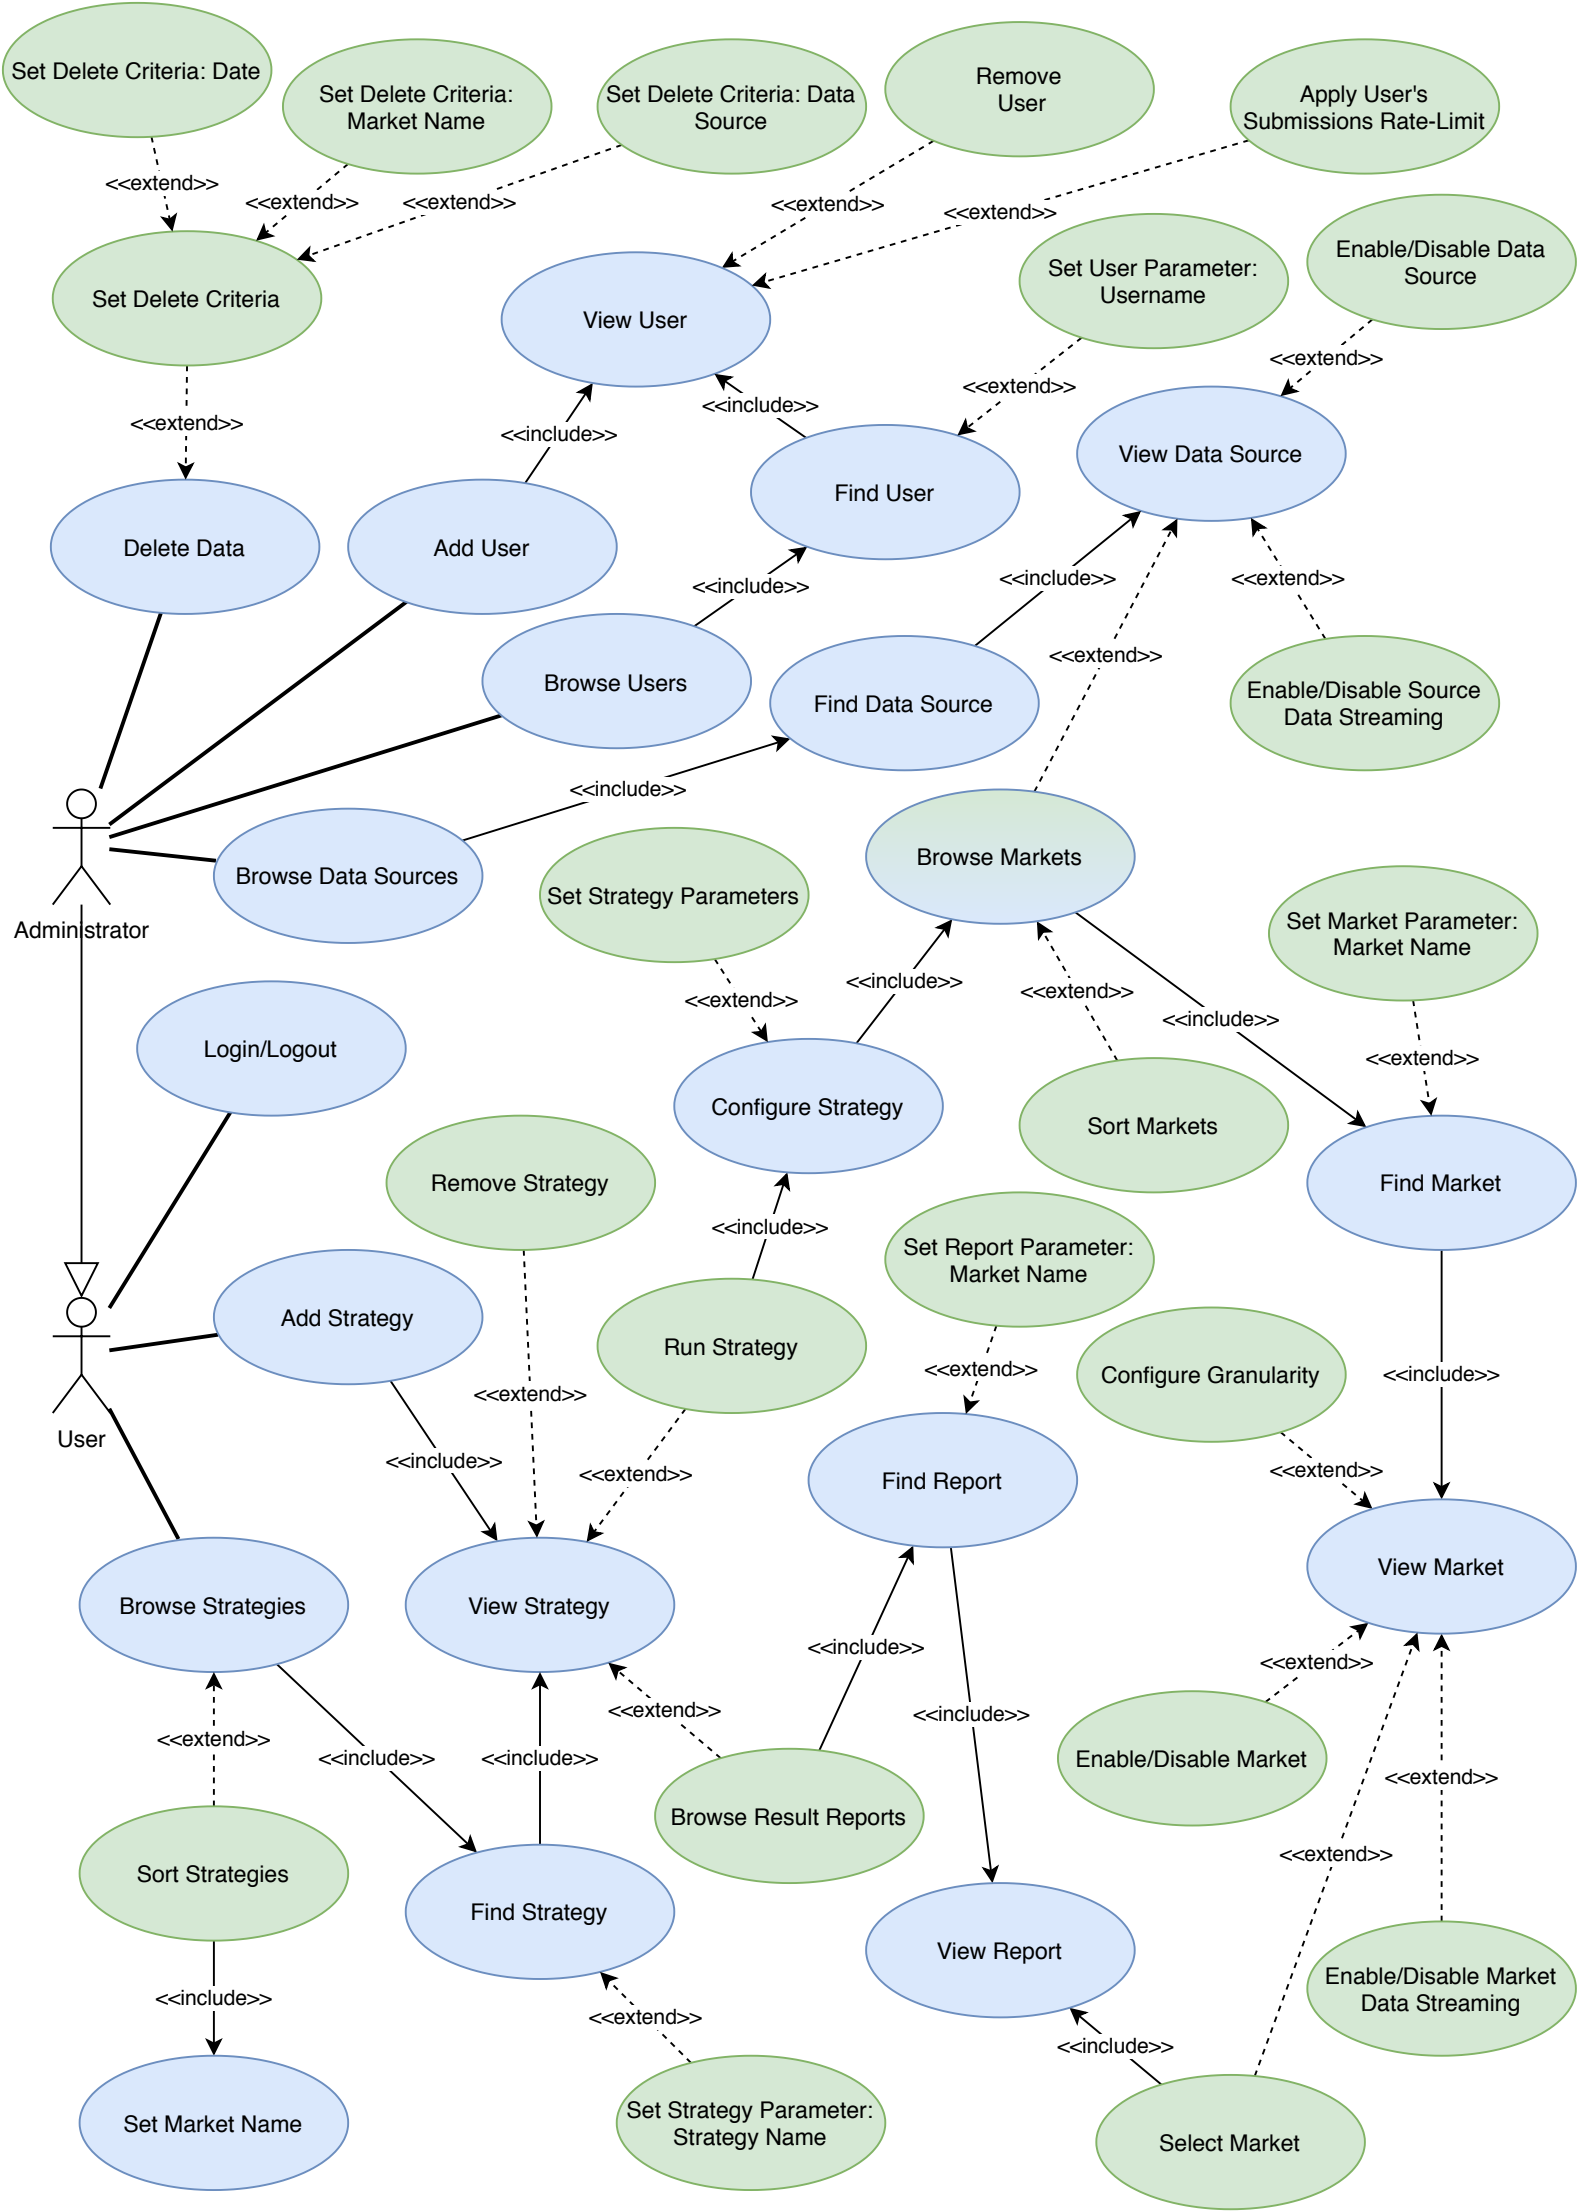 Set Delete Criteria: Date
Set Delete Criteria:
Market Name
Set Delete Criteria: Data
Source
Remove
User
Apply User's
Submissions Rate-Limit
<<extend>>
<<extend>>
<<extend>>
<<extend>>
<<extend>>
Set User Parameter:
Username
Enable/Disable Data
Source
Set Delete Criteria
View User
<<extend>>
<<extend>>
<<include>>
<<extend>>
<<include>>
View Data Source
Find User
Delete Data
Add User
<<include>>
<<include>>
<<extend>>
<<extend>>
Browse Users
Find Data Source
Enable/Disable Source
Data Streaming
<<include>>
Browse Markets
Browse Data Sources
Set Strategy Parameters
Administrator
Set Market Parameter:
Market Name
<<include>>
<<extend>>
<<extend>>
<<include>>
Login/Logout
<<extend>>
Configure Strategy
Sort Markets
Remove Strategy
Find Market
<<include>>
Set Report Parameter:
Market Name
Add Strategy
Run Strategy
<<extend>>
Configure Granularity
<<include>>
<<extend>>
User
<<include>>
<<extend>>
<<extend>>
Find Report
View Market
Browse Strategies
View Strategy
<<include>>
<<extend>>
<<extend>>
<<include>>
<<extend>>
<<include>>
<<include>>
Enable/Disable Market
<<extend>>
Browse Result Reports
<<extend>>
Sort Strategies
Find Strategy
View Report
Enable/Disable Market
Data Streaming
<<include>>
<<extend>>
<<include>>
Set Market Name
Set Strategy Parameter:
Strategy Name
Select Market